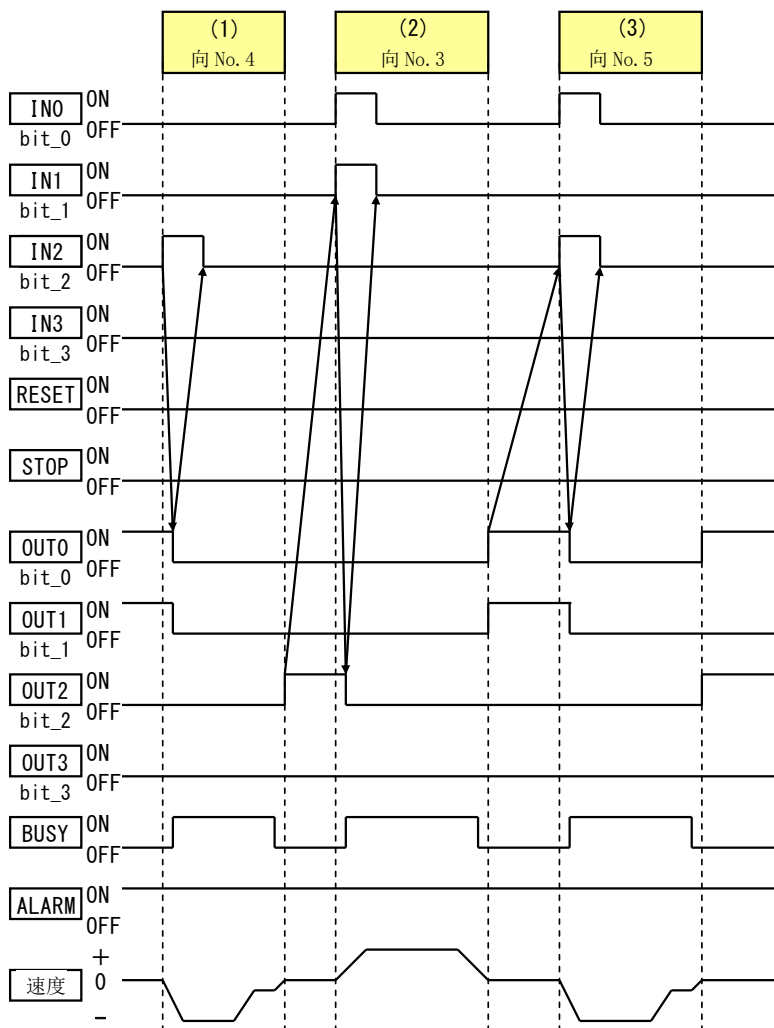 (1)
向 No.4
(2)
向 No.3
(3)
向 No.5
IN0 ON
OFF
bit_0
IN1 ON
OFF
bit_1
IN2 ON
OFF
bit_2
IN3 ON
OFF
bit_3
RESET ON
OFF
STOP ON
OFF
OUT0 ON
OFF
bit_0
OUT1 ON
OFF
bit_1
OUT2 ON
OFF
bit_2
OUT3 ON
OFF
bit_3
BUSY ON
OFF
ALARM ON
OFF
+
速度 0
-